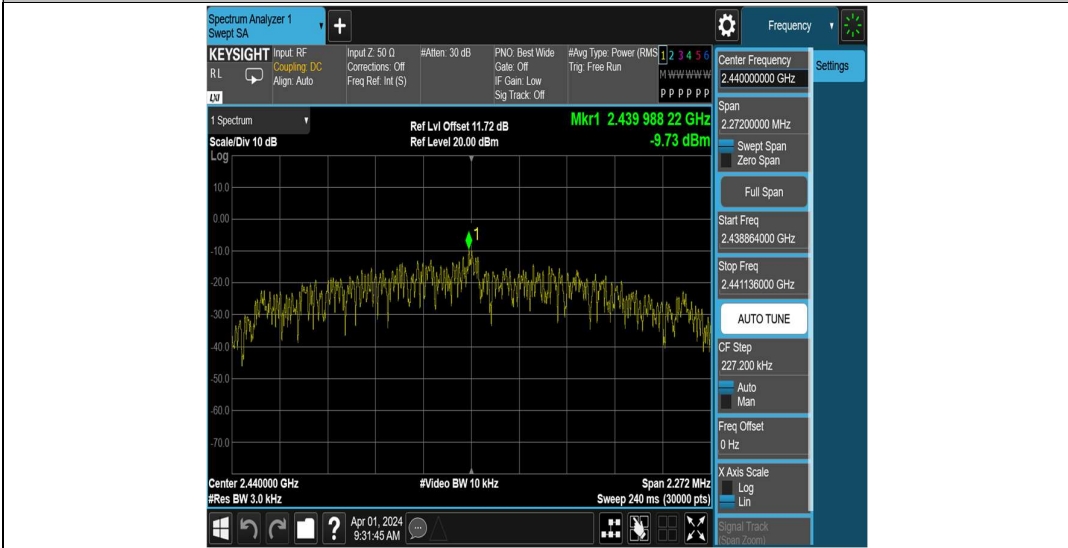 Spectrum Analyzer 1
Swept SA
+
Frequency
KEYSIGHT
RL
LXI
Input: RF
Coupling: DC
Align: Auto
Input Z: 50 Ω
Corrections: Off
Freq Ref: Int (S)
#Atten: 30 dB
PNO: Best Wide
Gate: Off
IF Gain: Low
Sig Track: Off
#Avg Type: Power (RMS
Trig: Free Run
1 2 3 4 5 6
M W W W W W
P P P P P P
1 Spectrum
Scale/Div 10 dB
Ref Lvl Offset 11.72 dB
Ref Level 20.00 dBm
Mkr1 2.439 988 22 GHz
-9.73 dBm
Log
10.0
0.00
-10.0
-20.0
-30.0
-40.0
-50.0
-60.0
-70.0
1
Center 2.440000 GHz
#Res BW 3.0 kHz
#Video BW 10 kHz
Span 2.272 MHz
Sweep 240 ms (30000 pts)
Center Frequency
2.440000000 GHz
Span
2.27200000 MHz
Swept Span
Zero Span
Full Span
Start Freq
2.438864000 GHz
Stop Freq
2.441136000 GHz
AUTO TUNE
CF Step
227.200 kHz
Auto
Man
Freq Offset
0 Hz
X Axis Scale
Log
Lin
Signal Track
(Span Zoom)
Settings
?
Apr 01, 2024
9:31:45 AM